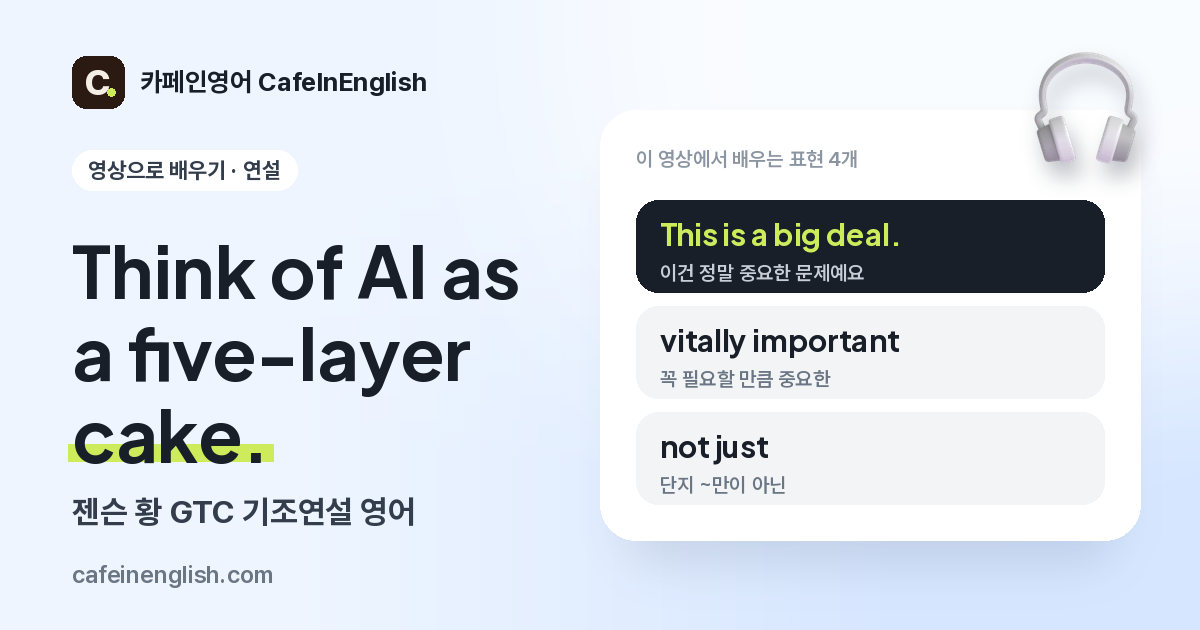 C
카페인영어 CafeInEnglish
영상으로 배우기 · 연설
Think of AI as
a five-layer
cake.
젠슨 황 GTC 기조연설 영어
cafeinenglish.com
이 영상에서 배우는 표현 4개
This is a big deal.
이건 정말 중요한 문제예요
vitally important
꼭 필요할 만큼 중요한
not just
단지 ~만이 아닌